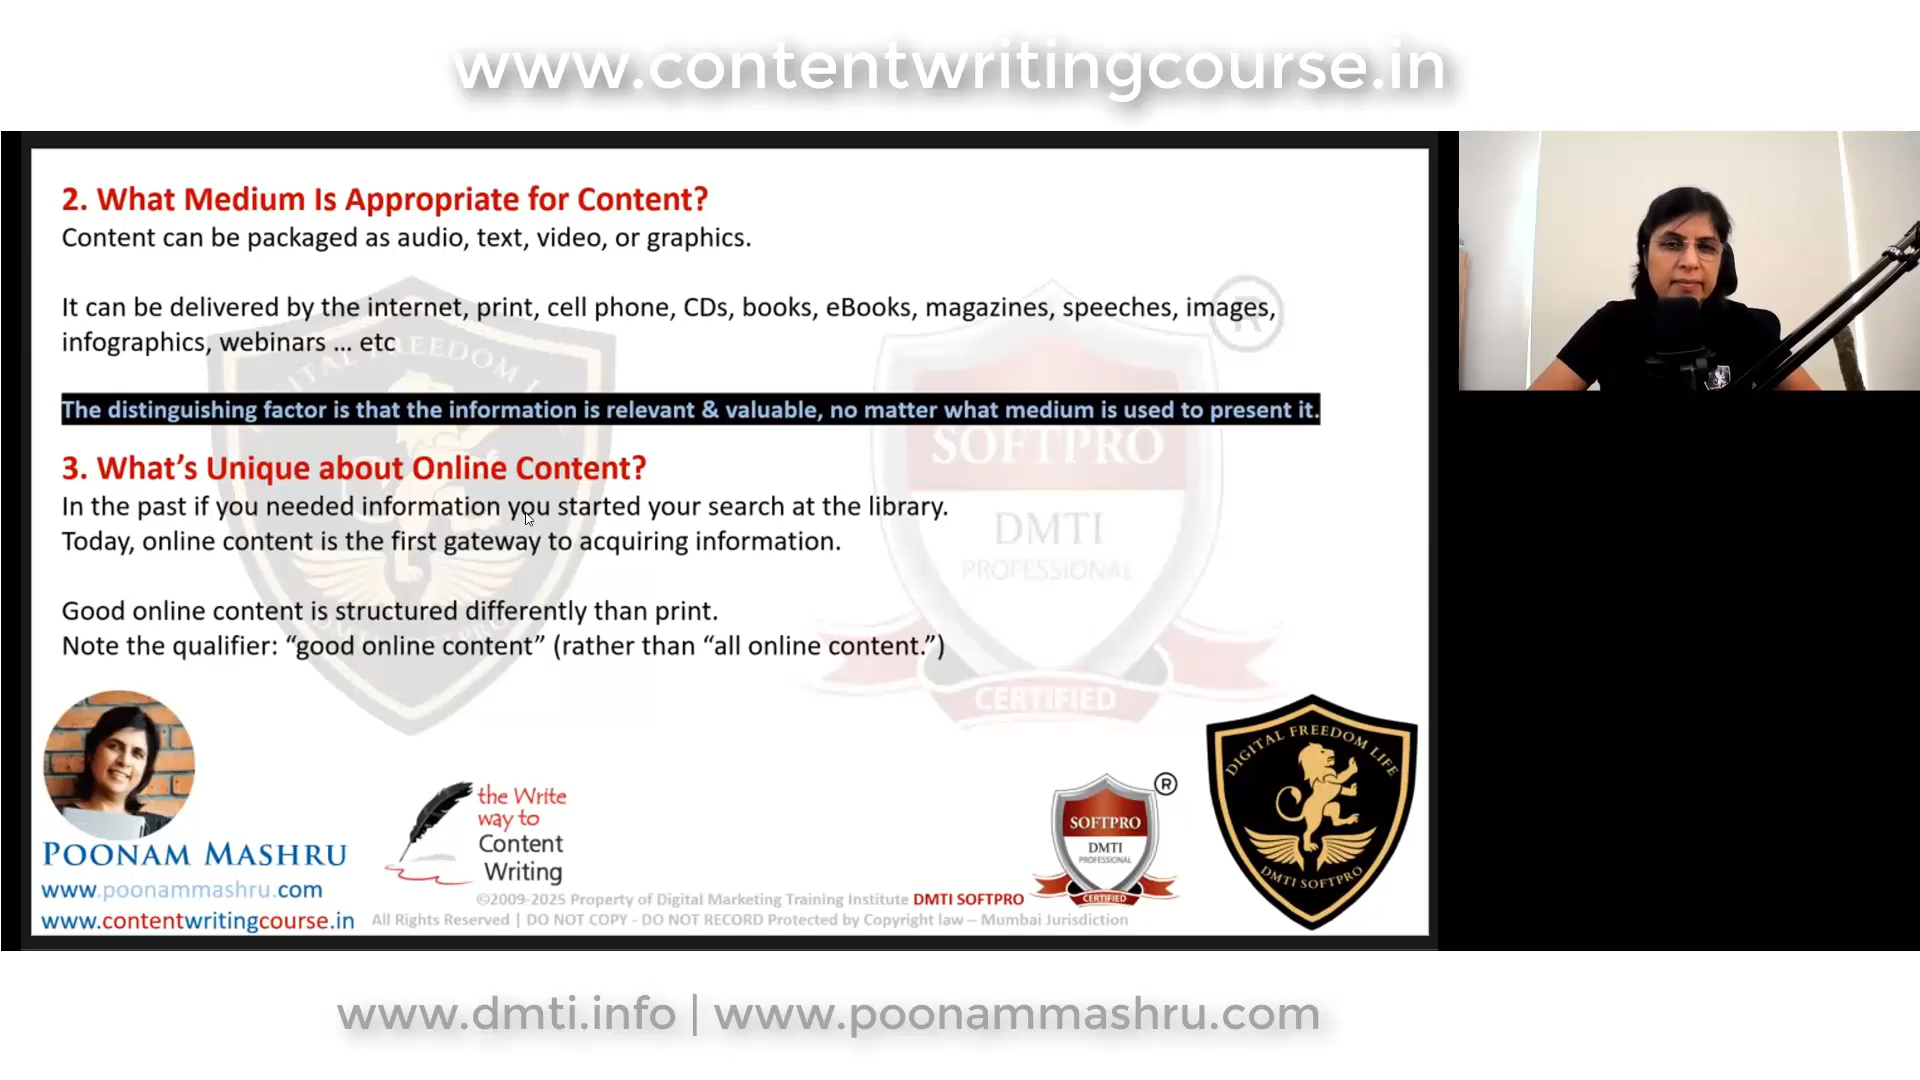 www.contentwritingcourse.in
2. What Medium Is Appropriate for Content?
Content can be packaged as audio, text, video, or graphics.
It can be delivered by the internet, print, cell phone, CDs, books, eBooks, magazines, speeches, images,
infographics, webinars ... etc
The distinguishing factor is that the information is relevant & valuable, no matter what medium is used to present it.
3. What’s Unique about Online Content?
In the past if you needed information you started your search at the library.
Today, online content is the first gateway to acquiring information.
Good online content is structured differently than print.
Note the qualifier: “good online content” (rather than “all online content.”)
SOFTPRO
DMTI
PROFESSIONAL
CERTIFIED
®
POONAM MASHRU
www.poonammashru.com
www.contentwritingcourse.in
the Write
way to
Content
Writing
©2009-2025 Property of Digital Marketing Training Institute DMTI SOFTPRO
All Rights Reserved | DO NOT COPY - DO NOT RECORD Protected by Copyright law – Mumbai Jurisdiction
®
SOFTPRO
DMTI
PROFESSIONAL
CERTIFIED
DIGITAL FREEDOM LIFE
DMTI SOFTPRO
www.dmti.info | www.poonammashru.com